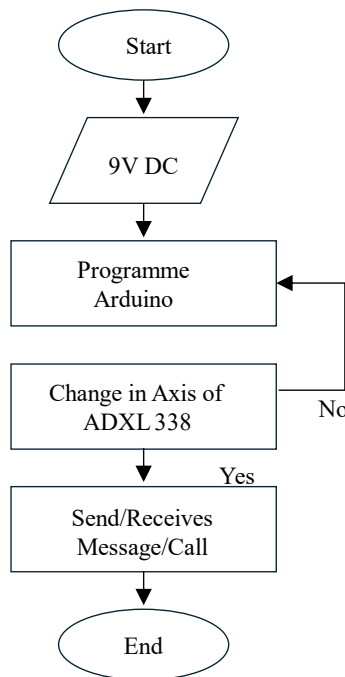 Start
9V DC
Programme
Arduino
Change in Axis of
ADXL 338
No
Yes
Send/Receives
Message/Call
End